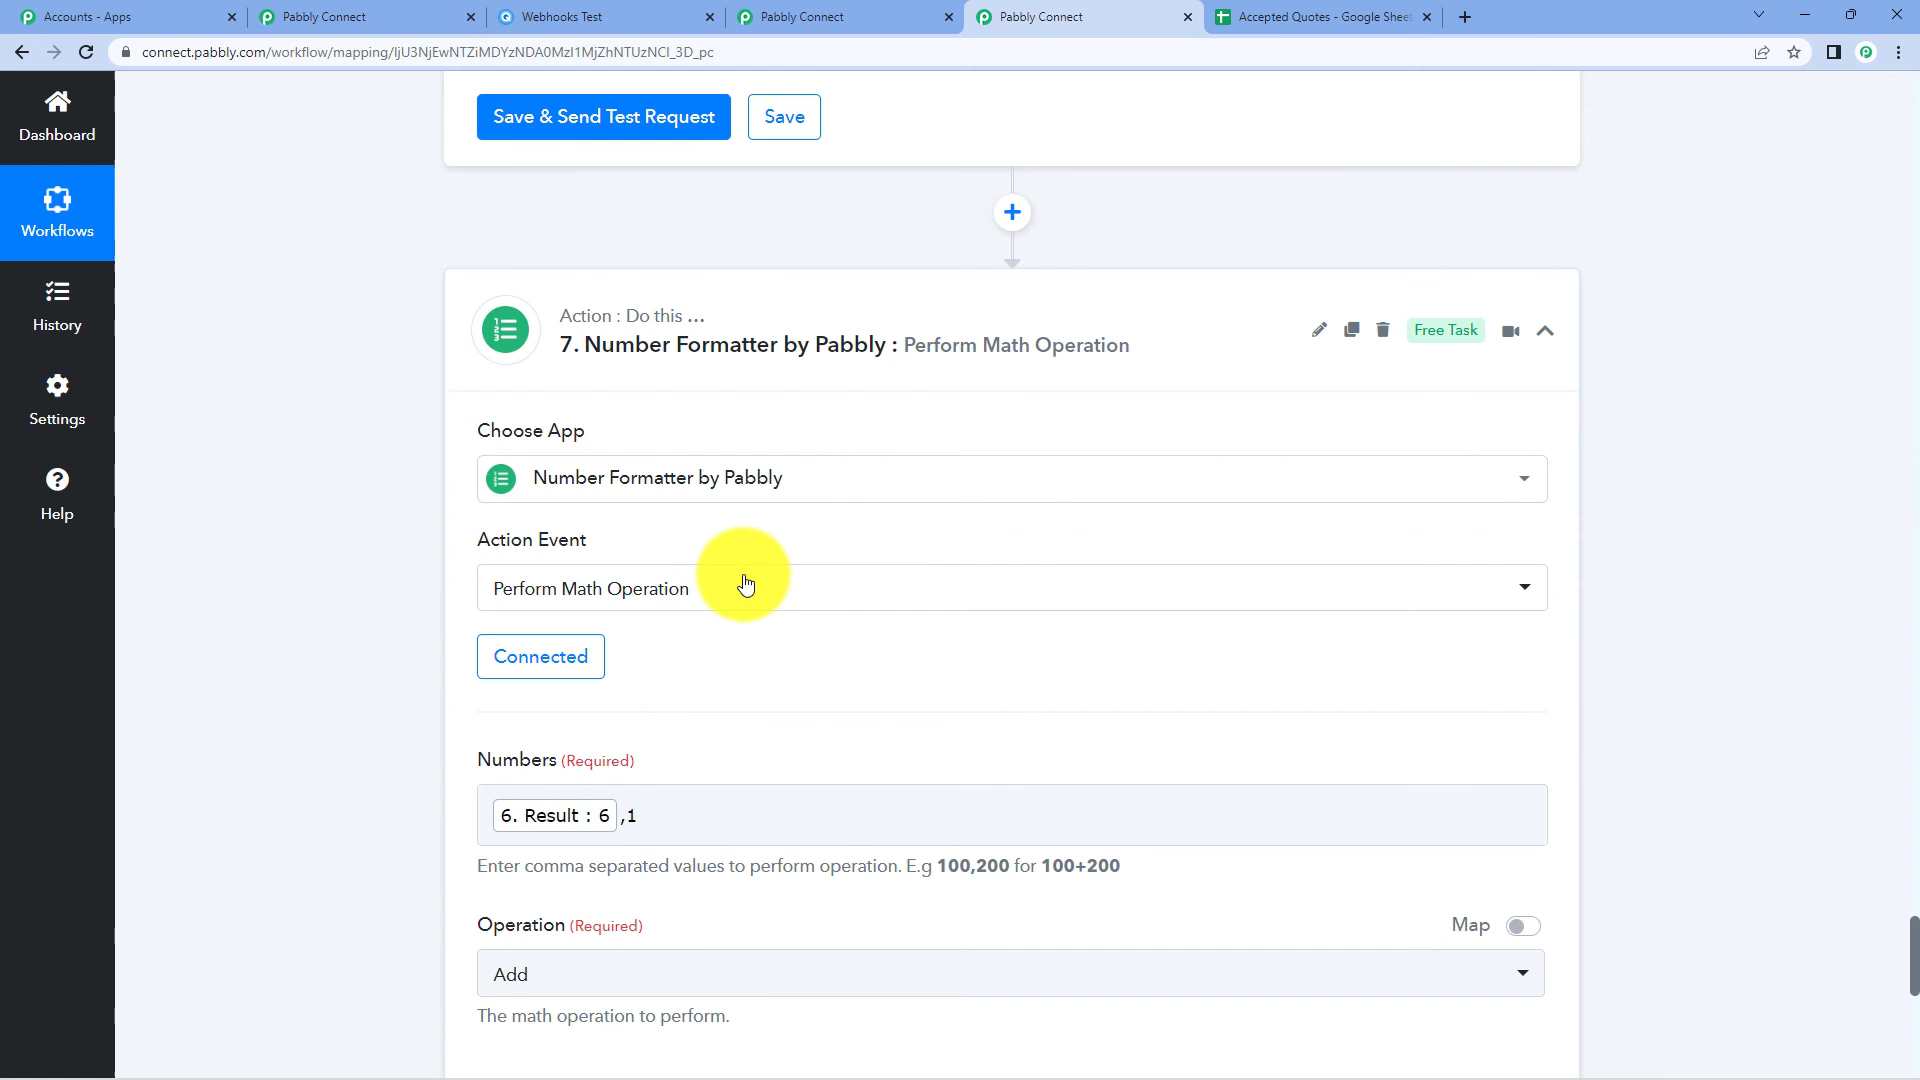 Accounts - Apps
Pabbly Connect
Webhooks Test
Pabbly Connect
Pabbly Connect
Accepted Quotes - Google Sheet
connect.pabbly.com/workflow/mapping/IjU3NjEwNTZiMDYzNDA0MzI1MjZhNTUzNCI_3D_pc
Dashboard
Workflows
History
Settings
Help
Save & Send Test Request
Save
Action : Do this ...
7. Number Formatter by Pabbly : Perform Math Operation
Free Task
Choose App
Number Formatter by Pabbly
Action Event
Perform Math Operation
Connected
Numbers (Required)
6. Result : 6 ,1
Enter comma separated values to perform operation. E.g 100,200 for 100+200
Operation (Required)
Map
Add
The math operation to perform.